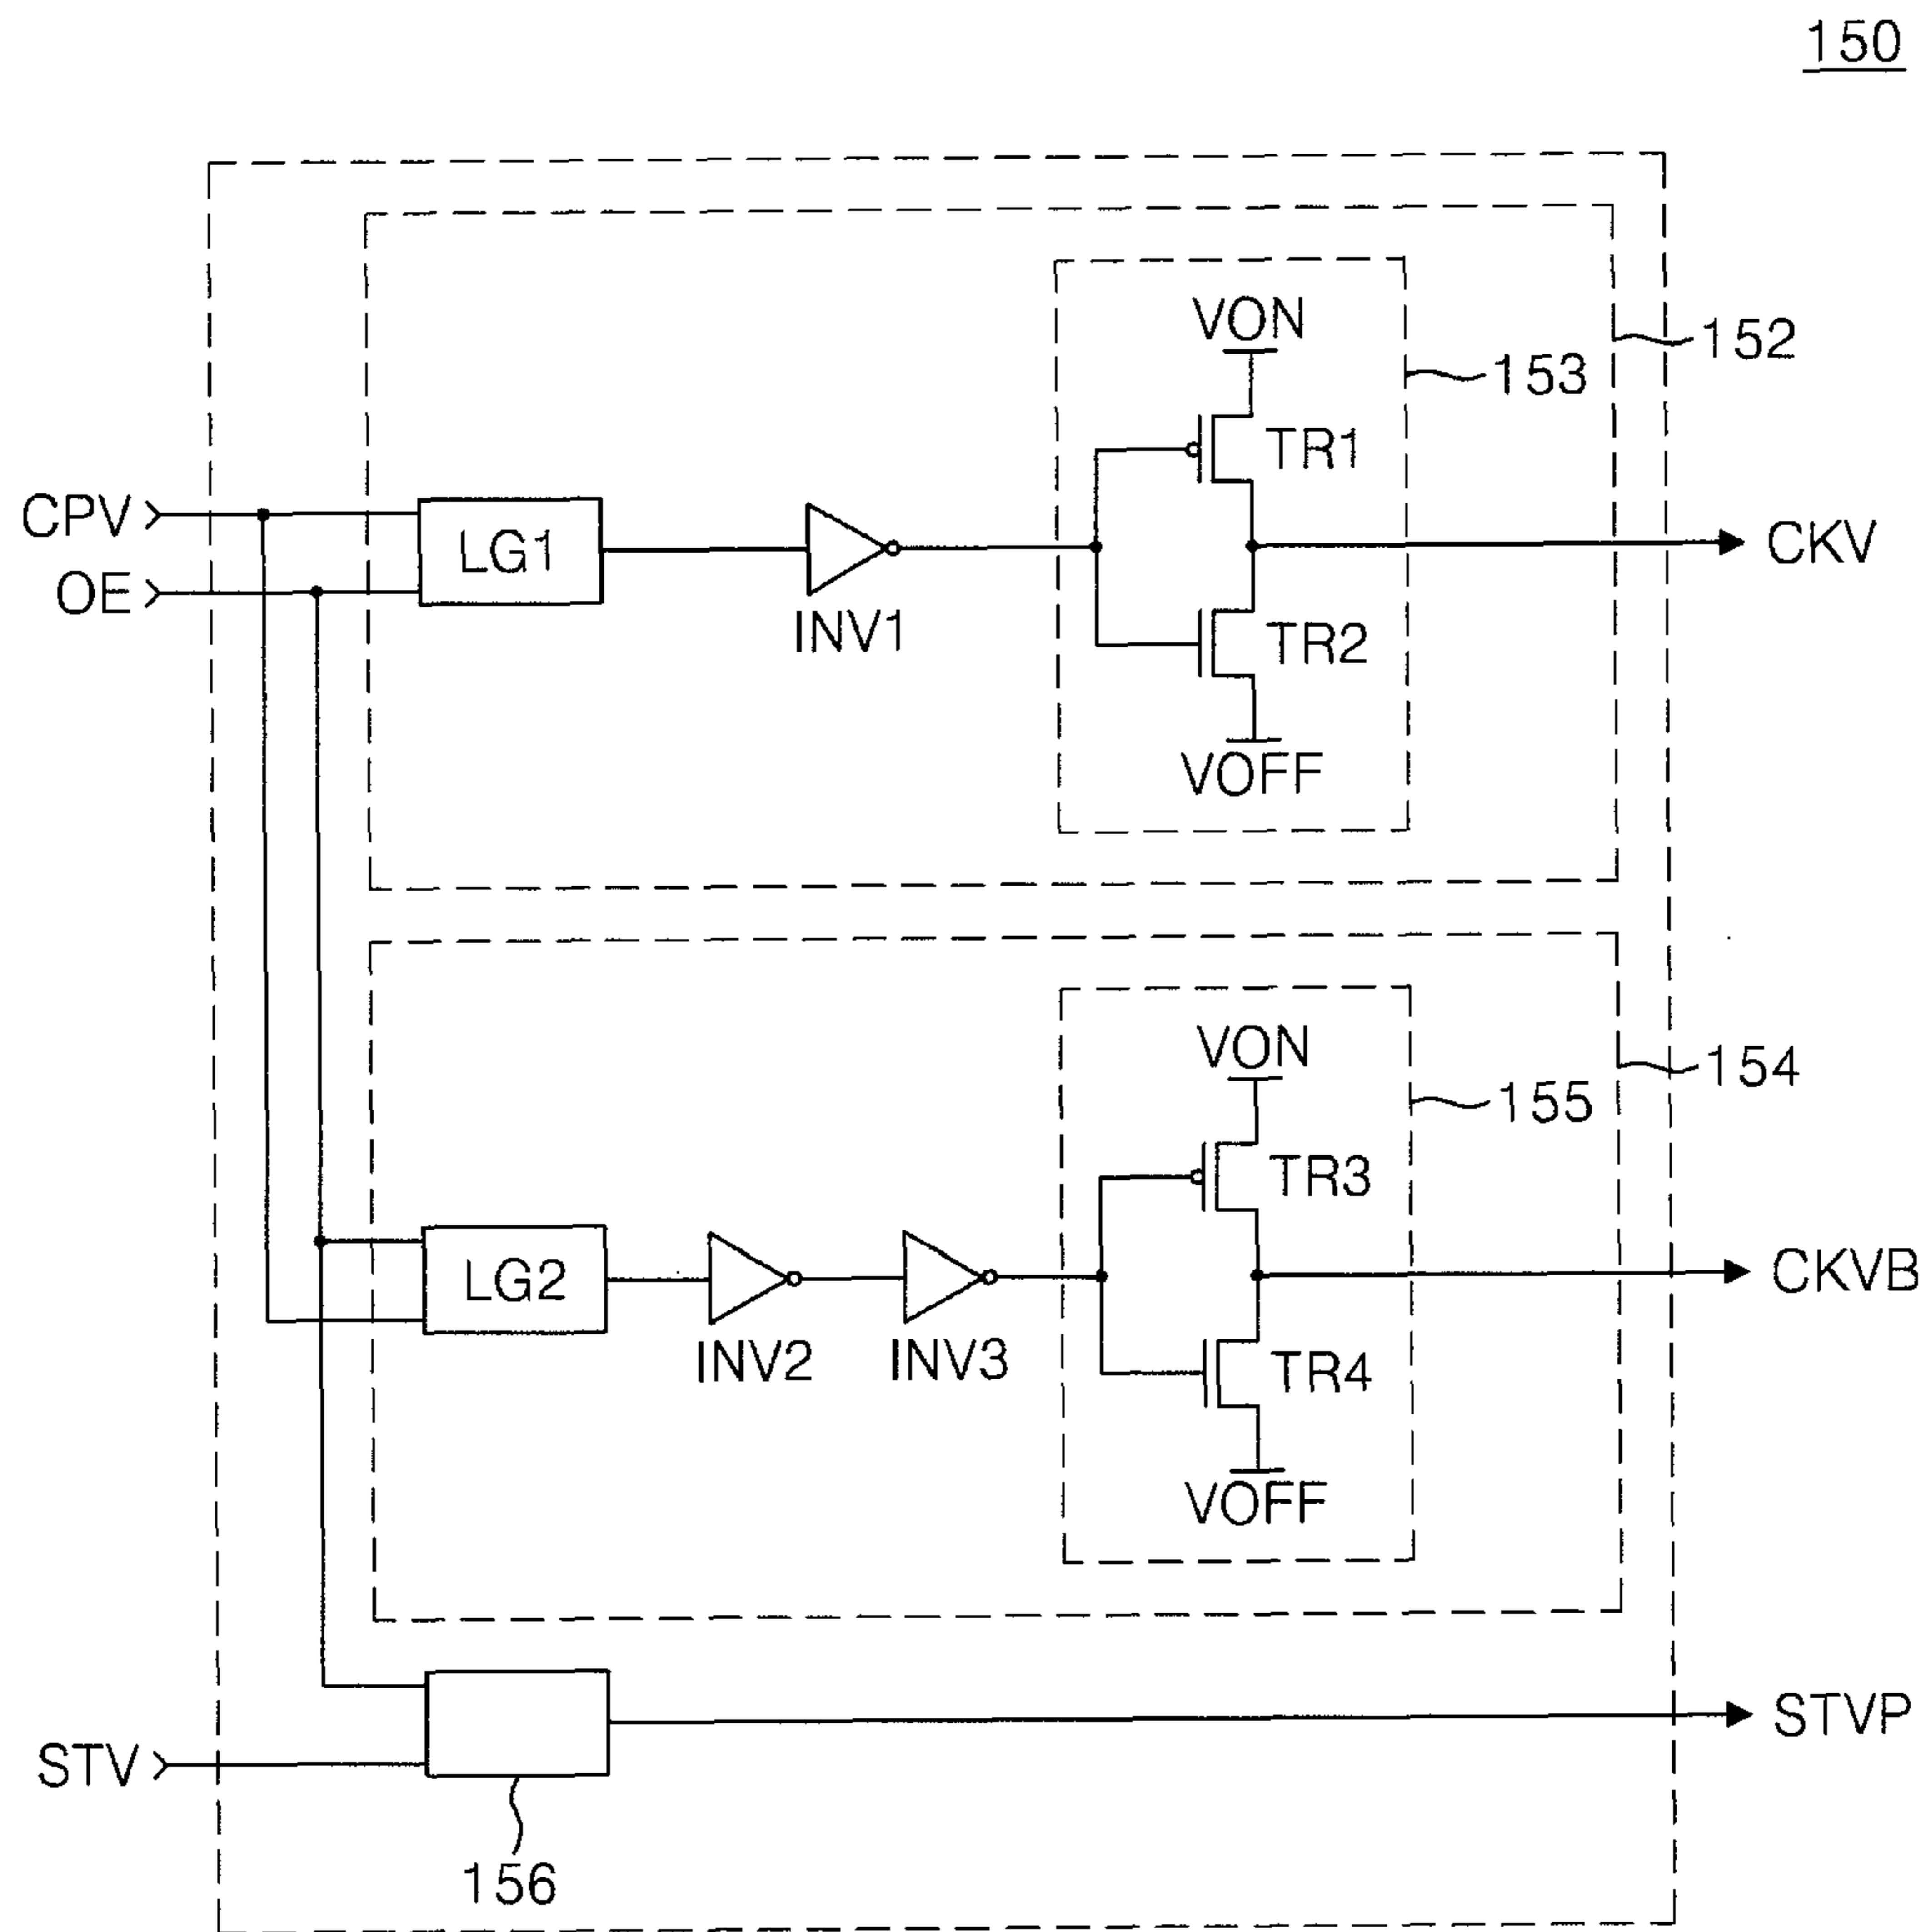 150
VON
152
153
TR1
CPV
LG1
CKV
OE
INV1
TR2
VOFF
VON
154
155
TR3
LG2
CKVB
INV2
INV3
TR4
VOFF
STVP
STV
156